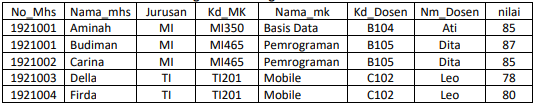 No_Mhs Nama_mhs Jurusan Kd_MK Nama_mk Kd_Dosen Nm_Dosen nilai
1921001 Aminah MI MI350 Basis Data B104 Ati 85
1921001 Budiman MI MI465 Pemrograman B105 Dita 87
1921002 Carina MI MI465 Pemrograman B105 Dita 85
1921003 Della TI TI201 Mobile C102 Leo 78
1921004 Firda TI TI201 Mobile C102 Leo 80